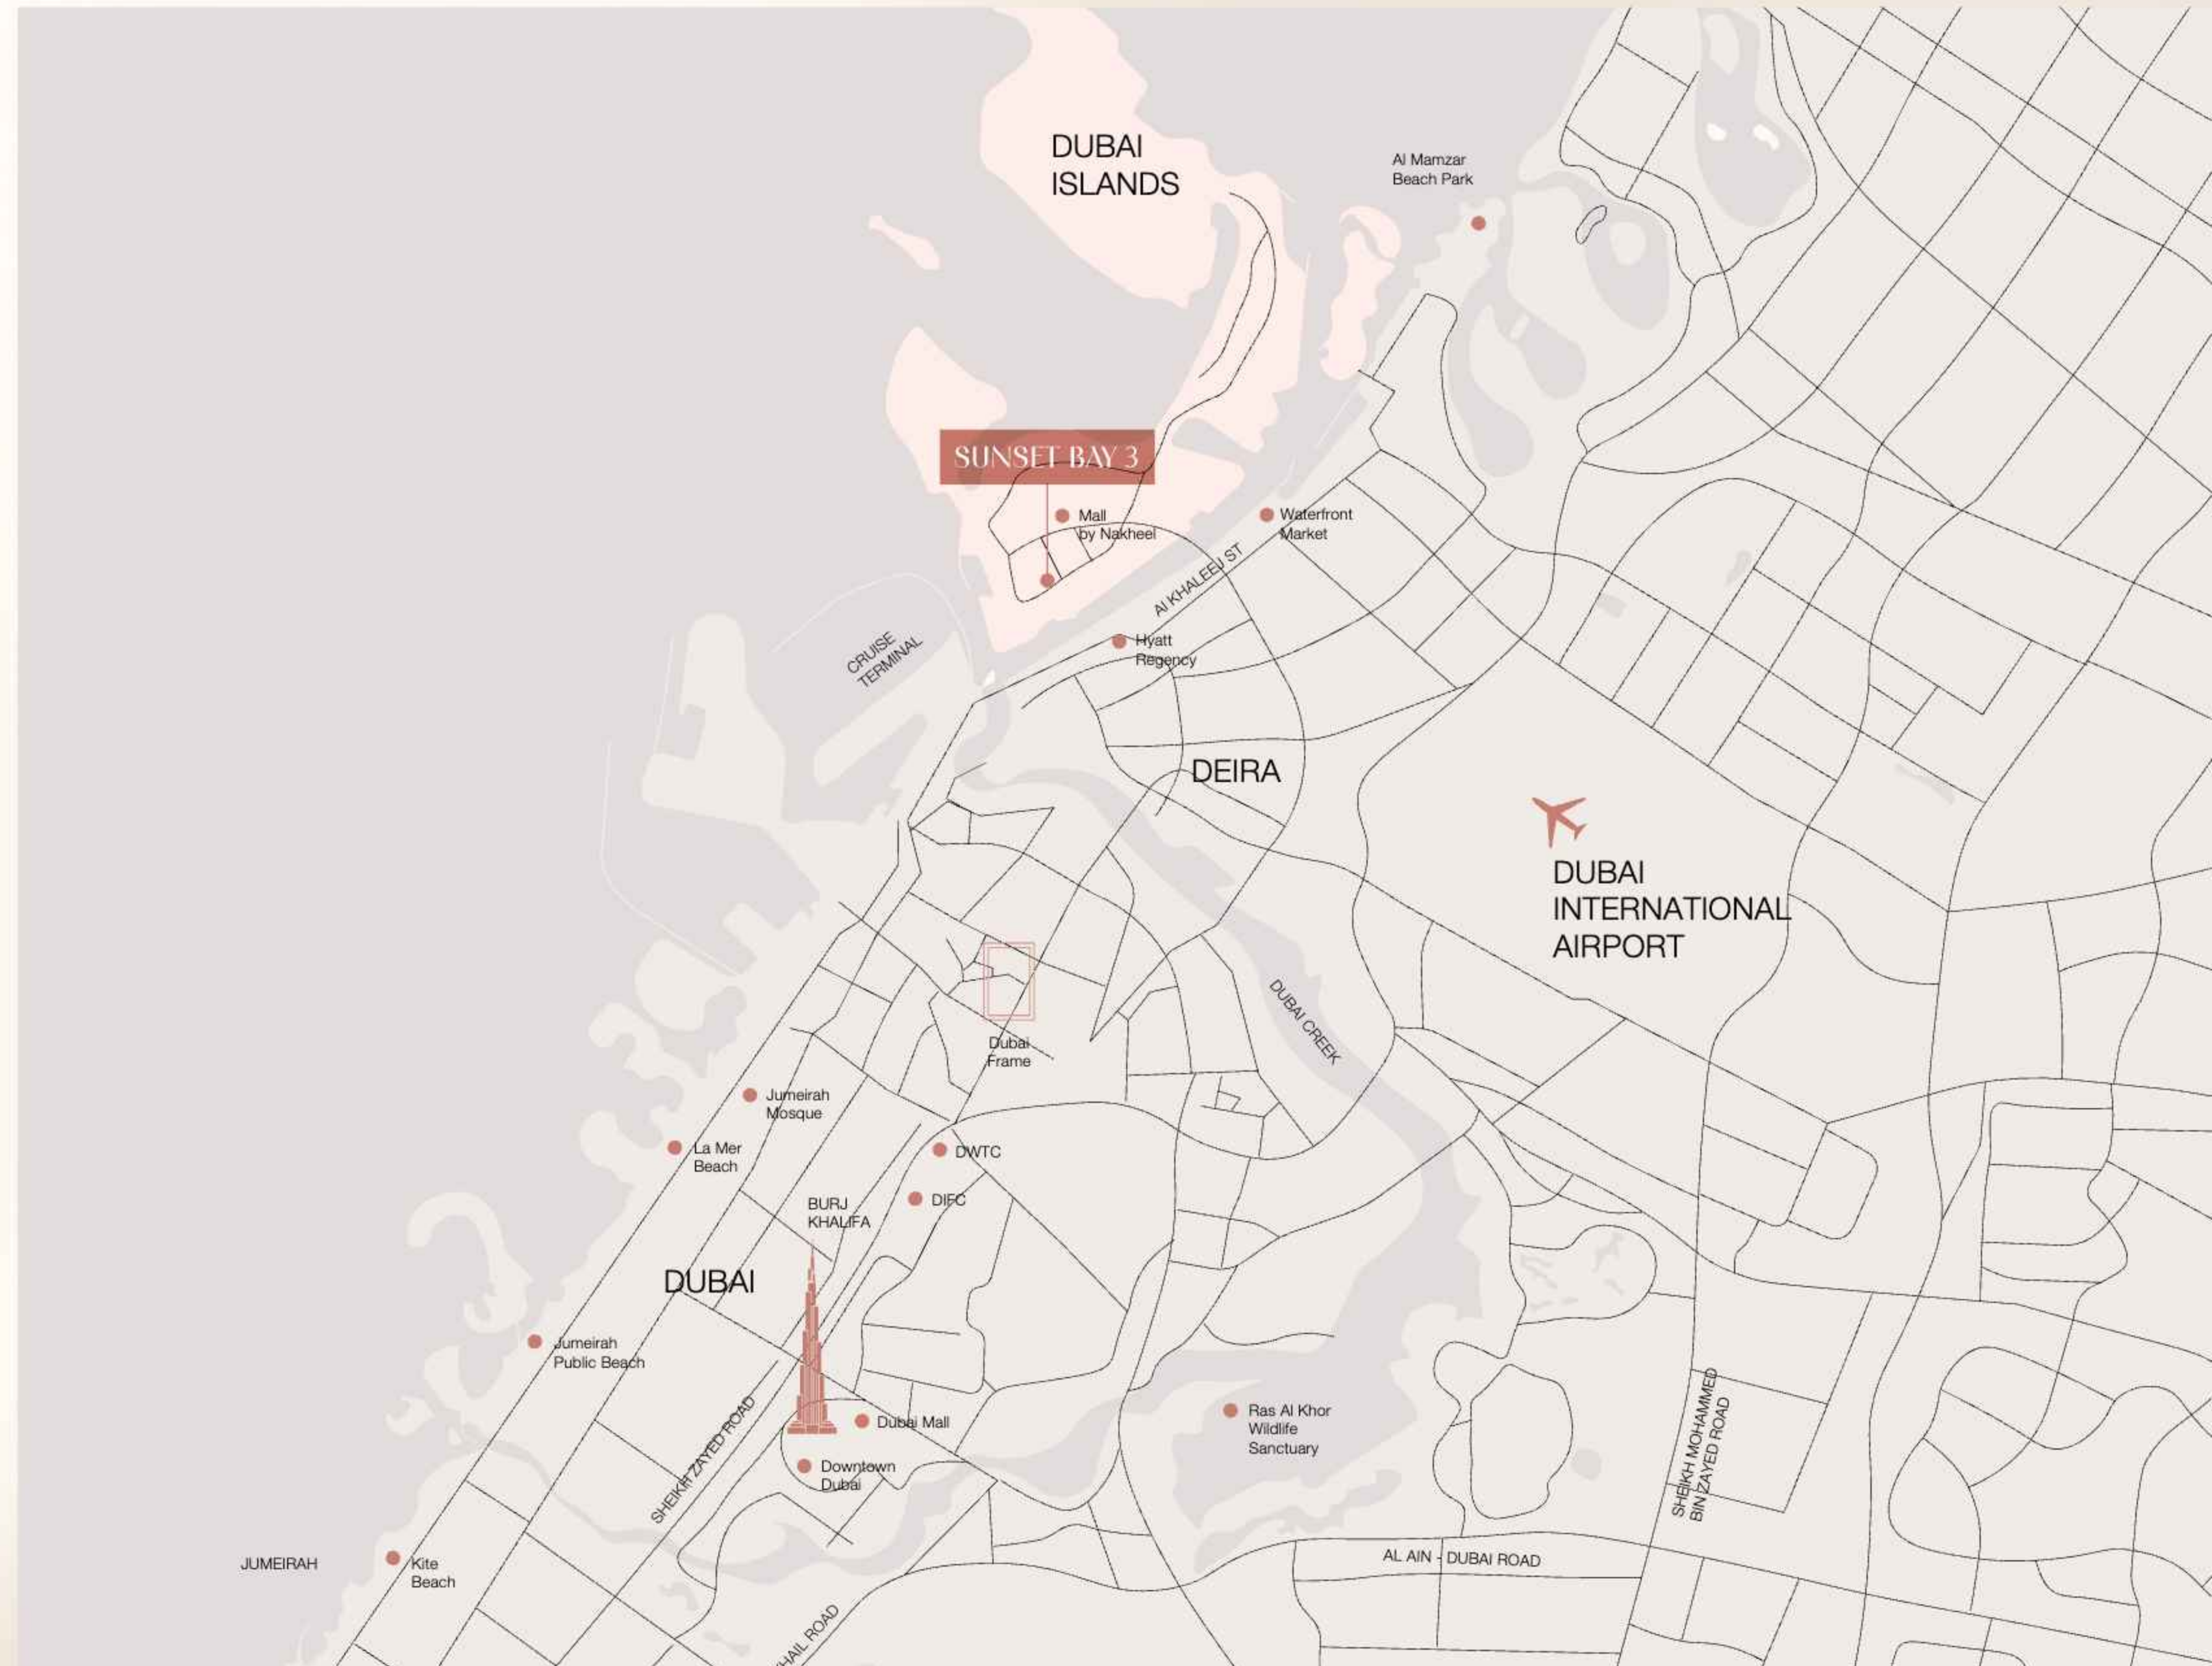 DUBAI
ISLANDS
Al Mamzar
Beach Park
SUNSET BAY 3
Mall
by Nakheel
Waterfront
Market
Al KHALEEJ ST
Hyatt
Regency
CRUISE
TERMINAL
DEIRA
DUBAI
INTERNATIONAL
AIRPORT
DUBAI CREEK
Dubai
Frame
Jumeirah
Mosque
La Mer
Beach
DWTC
DIFC
BURJ
KHALIFA
DUBAI
Jumeirah
Public Beach
SHEIKH ZAYED ROAD
Dubai Mall
Downtown
Dubai
Ras Al Khor
Wildlife
Sanctuary
SHEIKH MOHAMMED
BIN ZAYED ROAD
AL AIN - DUBAI ROAD
JUMEIRAH
Kite
Beach
HAIL ROAD